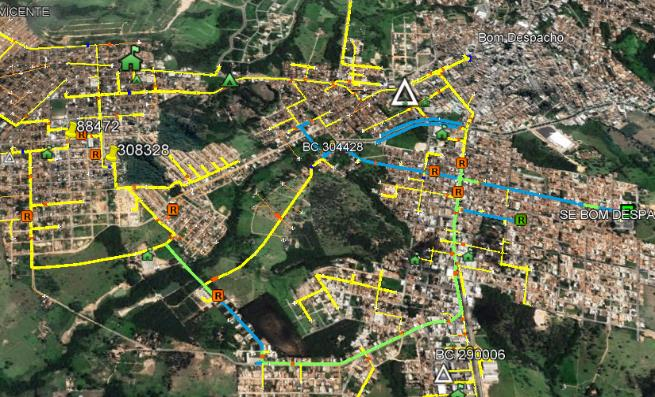 VICENTE
Bom Despacho
88472
308328
BC 304428
R
R
R
R
R
R
R
R
R
SE BOM DESPA
BC 290006